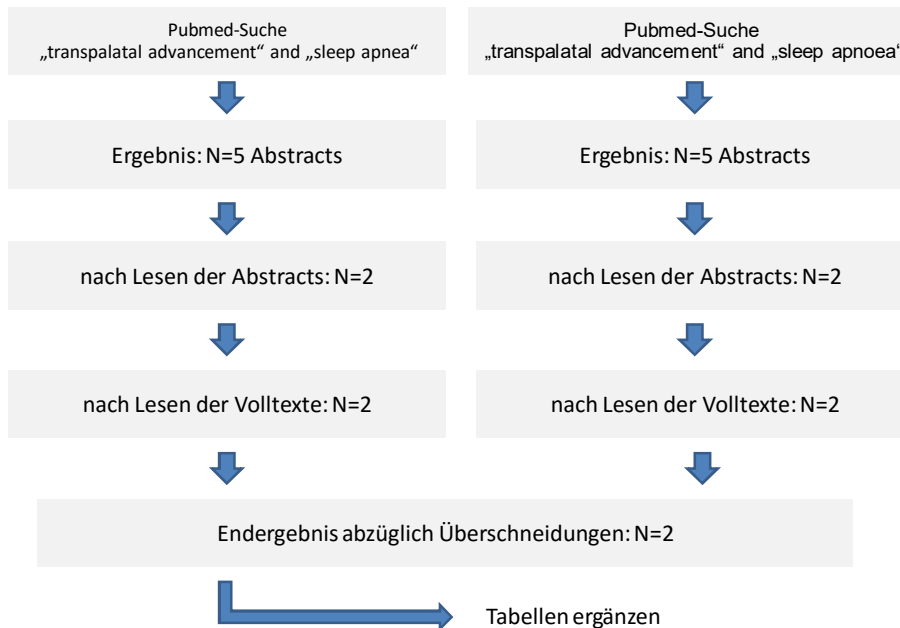 Pubmed-Suche
„transpalatal advancement“ and „sleep apnea“
Pubmed-Suche
„transpalatal advancement“ and „sleep apnoea“
Ergebnis: N=5 Abstracts
Ergebnis: N=5 Abstracts
nach Lesen der Abstracts: N=2
nach Lesen der Abstracts: N=2
nach Lesen der Volltexte: N=2
nach Lesen der Volltexte: N=2
Endergebnis abzüglich Überschneidungen: N=2
Tabellen ergänzen